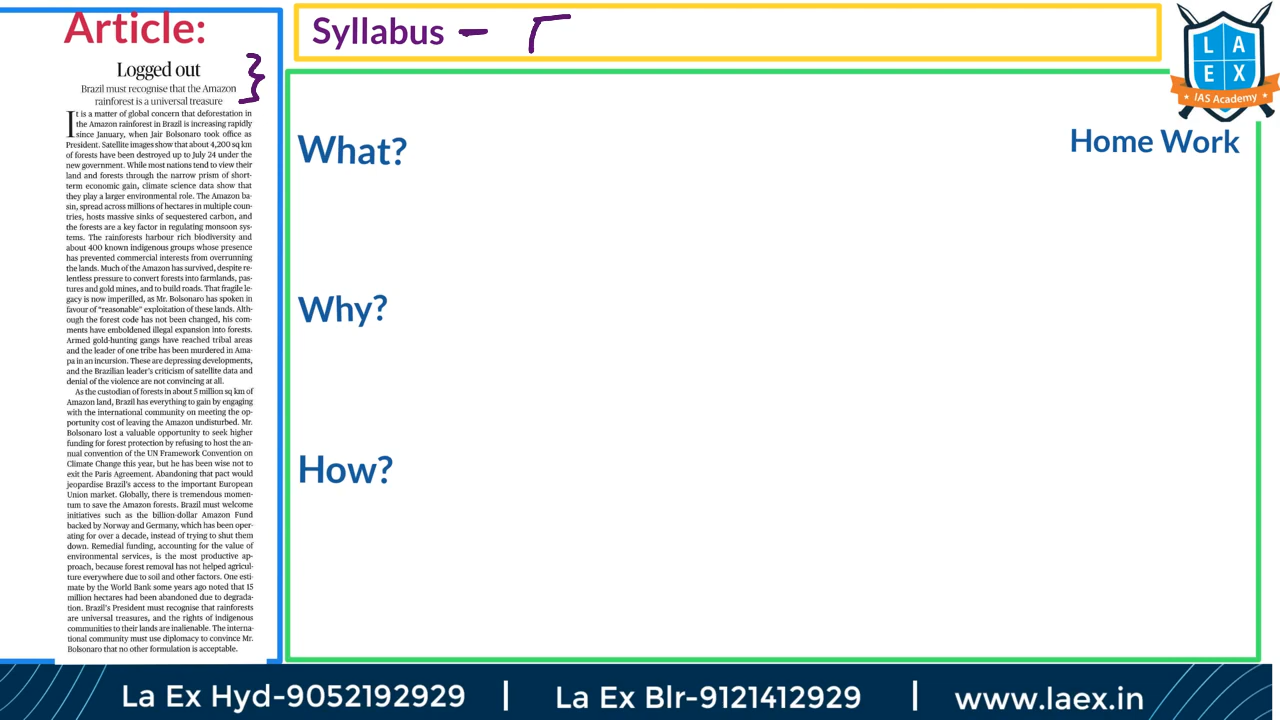 Article:
Logged out
Brazil must recognise that the Amazon
rainforest is a universal treasure
It is a matter of global concern that deforestation in
the Amazon rainforest in Brazil is increasing rapidly
since January, when Jair Bolsonaro took office as
President. Satellite images show that about 4,200 sq km
of forests have been destroyed up to July 24 under the
new government. While most nations tend to view their
land and forests through the narrow prism of short-
term economic gain, climate science data show that
they play a larger environmental role. The Amazon ba-
sin, spread across millions of hectares in multiple coun-
tries, hosts massive sinks of sequestered carbon, and
the forests are a key factor in regulating monsoon sys-
tems. The rainforests harbour rich biodiversity and
about 400 known indigenous groups whose presence
has prevented commercial interests from overrunning
the lands. Much of the Amazon has survived, despite re-
lentless pressure to convert forests into farmlands, pas-
tures and gold mines, and to build roads. That fragile le-
gacy is now imperilled, as Mr. Bolsonaro has spoken in
favour of "reasonable" exploitation of these lands. Alth-
ough the forest code has not been changed, his com-
ments have emboldened illegal expansion into forests.
Armed gold-hunting gangs have reached tribal areas
and the leader of one tribe has been murdered in Ama-
pa in an incursion. These are depressing developments,
and the Brazilian leader's criticism of satellite data and
denial of the violence are not convincing at all.
As the custodian of forests in about 5 million sq km of
Amazon land, Brazil has everything to gain by engaging
with the international community on meeting the op-
portunity cost of leaving the Amazon undisturbed. Mr.
Bolsonaro lost a valuable opportunity to seek higher
funding for forest protection by refusing to host the an-
nual convention of the UN Framework Convention on
Climate Change this year, but he has been wise not to
exit the Paris Agreement. Abandoning that pact would
jeopardise Brazil's access to the important European
Union market. Globally, there is tremendous momen-
tum to save the Amazon forests. Brazil must welcome
initiatives such as the billion-dollar Amazon Fund
backed by Norway and Germany, which has been oper-
ating for over a decade, instead of trying to shut them
down. Remedial funding, accounting for the value of
environmental services, is the most productive ap-
proach, because forest removal has not helped agricul-
ture everywhere due to soil and other factors. One esti-
mate by the World Bank some years ago noted that 15
million hectares had been abandoned due to degrada-
tion. Brazil's President must recognise that rainforests
are universal treasures, and the rights of indigenous
communities to their lands are inalienable. The interna-
tional community must use diplomacy to convince Mr.
Bolsonaro that no other formulation is acceptable.
Syllabus -
L A
E X
IAS Academy
What?
Home Work
Why?
How?
La Ex Hyd-9052192929 | La Ex Blr-9121412929 | www.laex.in